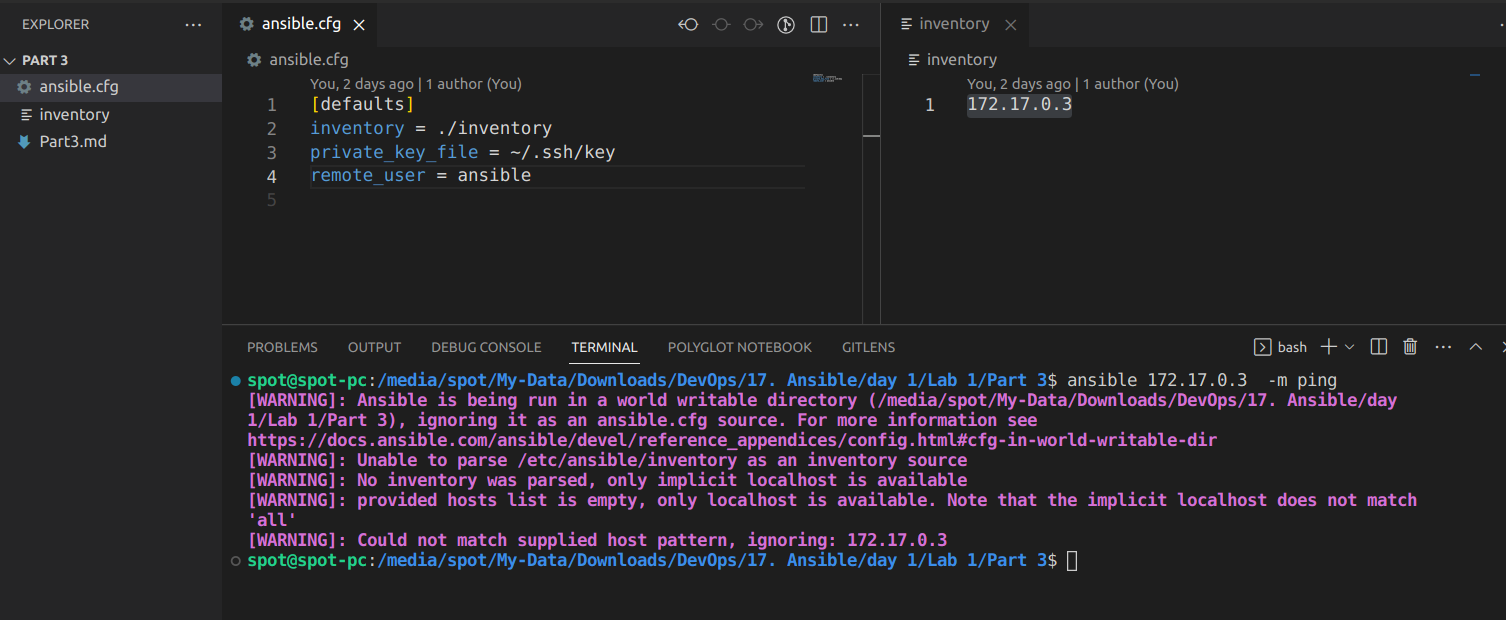 EXPLORER
PART 3
ansible.cfg
inventory
Part3.md
ansible.cfg
ansible.cfg
You, 2 days ago | 1 author (You)
1 [defaults]
2 inventory = ./inventory
3 private_key_file = ~/.ssh/key
4 remote_user = ansible
5
inventory
inventory
You, 2 days ago | 1 author (You)
1 172.17.0.3
PROBLEMS OUTPUT DEBUG CONSOLE TERMINAL POLYGLOT NOTEBOOK GITLENS
bash
spot@spot-pc:/media/spot/My-Data/Downloads/DevOps/17. Ansible/day 1/Lab 1/Part 3$ ansible 172.17.0.3  -m ping
[WARNING]: Ansible is being run in a world writable directory (/media/spot/My-Data/Downloads/DevOps/17. Ansible/day
1/Lab 1/Part 3), ignoring it as an ansible.cfg source. For more information see
https://docs.ansible.com/ansible/devel/reference_appendices/config.html#cfg-in-world-writable-dir
[WARNING]: Unable to parse /etc/ansible/inventory as an inventory source
[WARNING]: No inventory was parsed, only implicit localhost is available
[WARNING]: provided hosts list is empty, only localhost is available. Note that the implicit localhost does not match
'all'
[WARNING]: Could not match supplied host pattern, ignoring: 172.17.0.3
spot@spot-pc:/media/spot/My-Data/Downloads/DevOps/17. Ansible/day 1/Lab 1/Part 3$